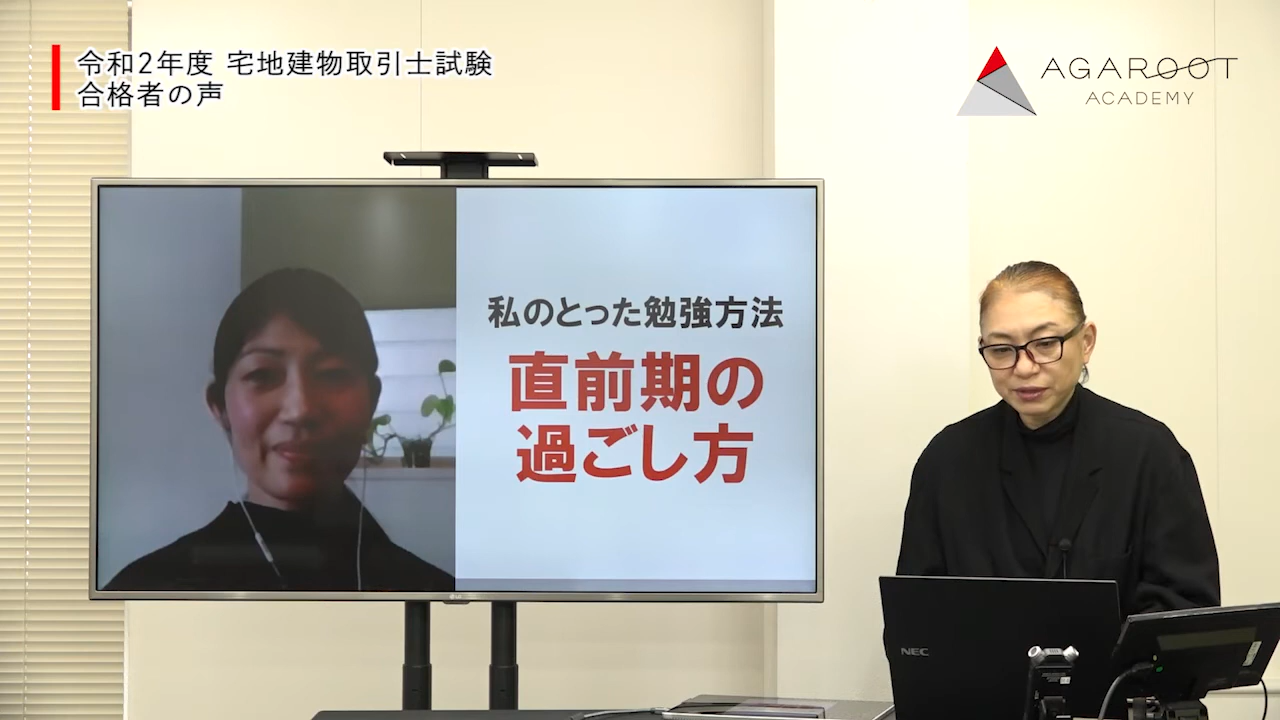 令和2年度 宅地建物取引士試験
合格者の声
AGAROOT
ACADEMY
私のとった勉強方法
直前期の
過ごし方
LG
NEC